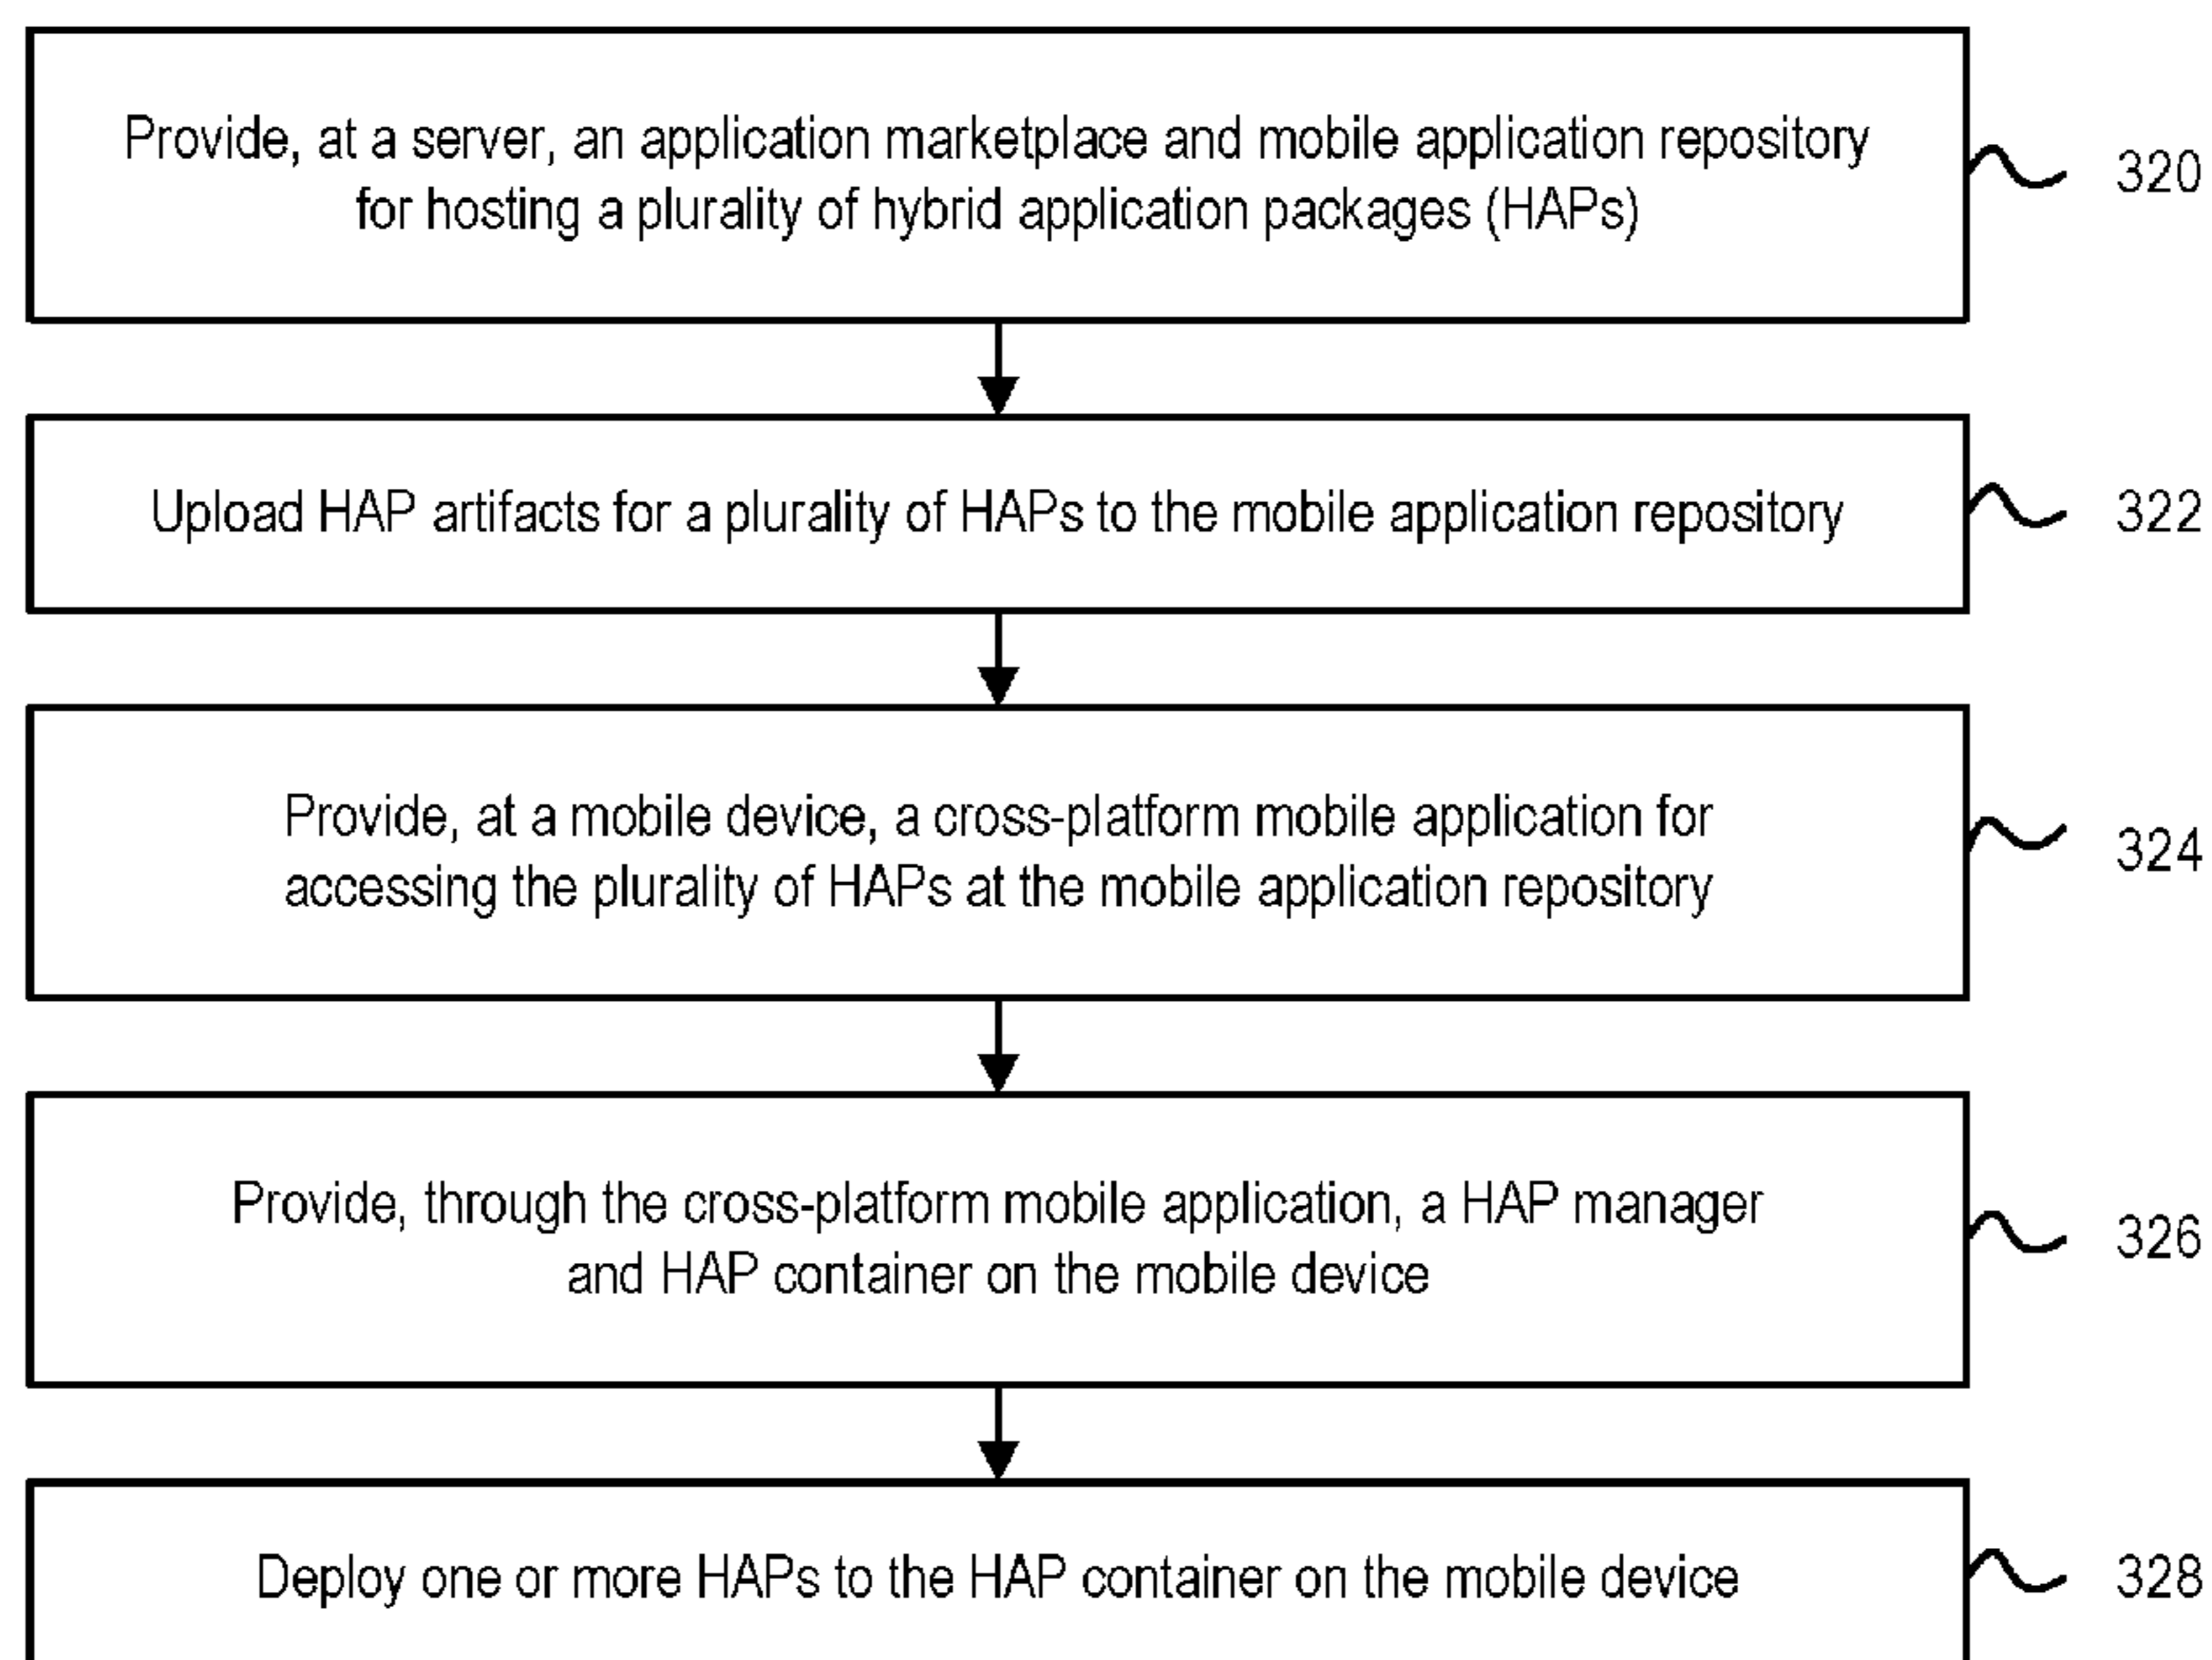 Provide, at a server, an application marketplace and mobile application repository
for hosting a plurality of hybrid application packages (HAPs)
320
Upload HAP artifacts for a plurality of HAPs to the mobile application repository
322
Provide, at a mobile device, a cross-platform mobile application for
accessing the plurality of HAPs at the mobile application repository
324
Provide, through the cross-platform mobile application, a HAP manager
and HAP container on the mobile device
326
Deploy one or more HAPs to the HAP container on the mobile device
328